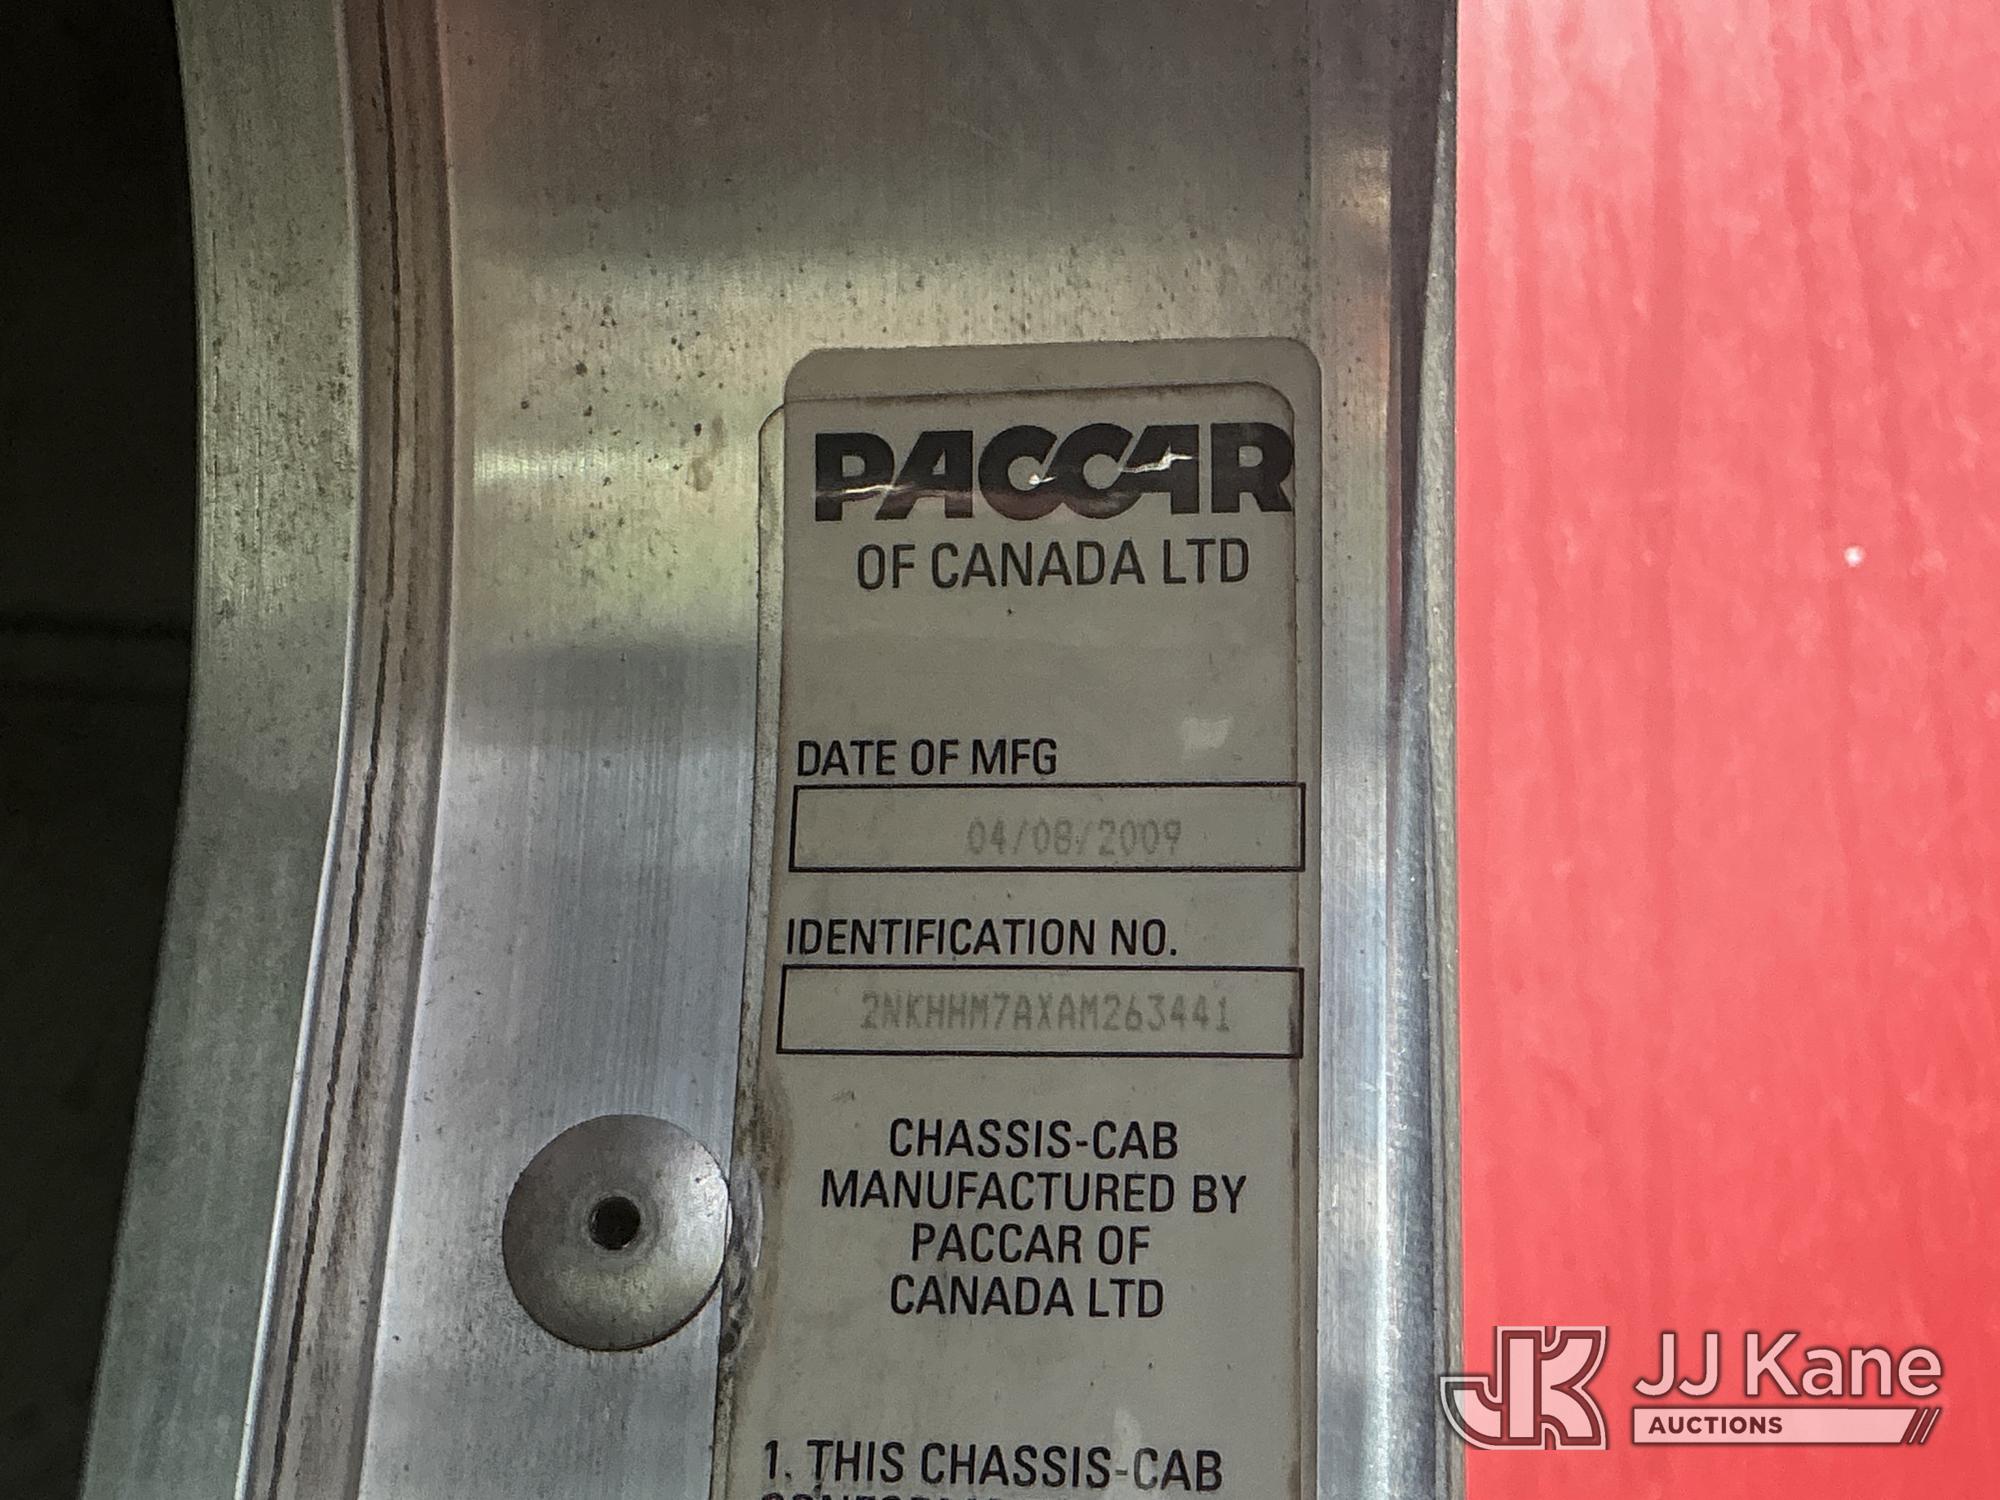 PACCAR
OF CANADA LTD
DATE OF MFG
04/08/2009
IDENTIFICATION NO.
2NKHHM7AXAM263441
CHASSIS-CAB
MANUFACTURED BY
PACCAR OF
CANADA LTD
1. THIS CHASSIS-CAB
JK JJ Kane
AUCTIONS